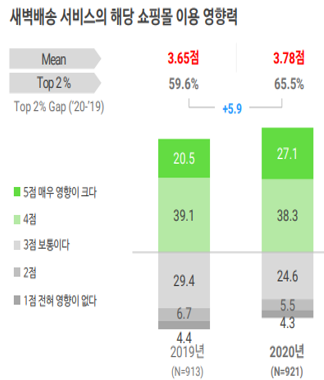 새벽배송 서비스의 해당 쇼핑몰 이용 영향력
Mean 3.65점 3.78점
Top 2 % 59.6% 65.5%
Top 2% Gap ('20-'19) +5.9
20.5 27.1
5점 매우 영향이 크다
4점 39.1 38.3
3점 보통이다
29.4 24.6
2점
6.7 5.5
1점 전혀 영향이 없다
4.4 4.3
2019년 2020년
(N=913) (N=921)